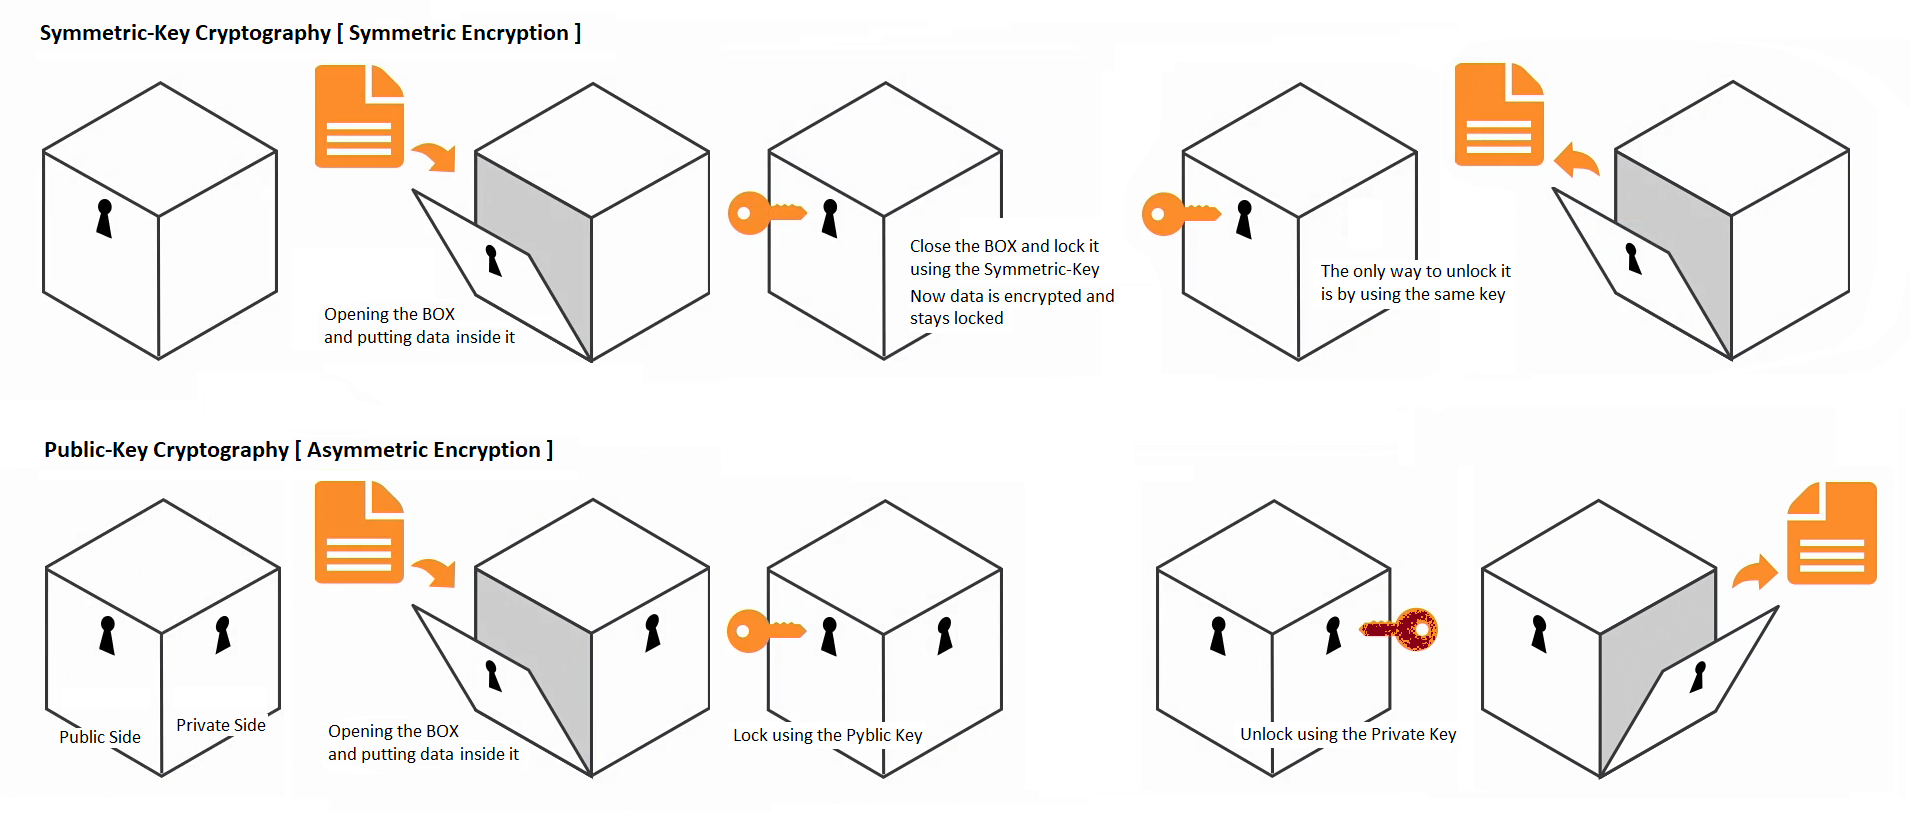 Symmetric-Key Cryptography [ Symmetric Encryption ]
Opening the BOX
and putting data inside it
Close the BOX and lock it
using the Symmetric-Key
Now data is encrypted and
stays locked
The only way to unlock it
is by using the same key
Public-Key Cryptography [ Asymmetric Encryption ]
Public Side
Private Side
Opening the BOX
and putting data inside it
Lock using the Pyblic Key
Unlock using the Private Key